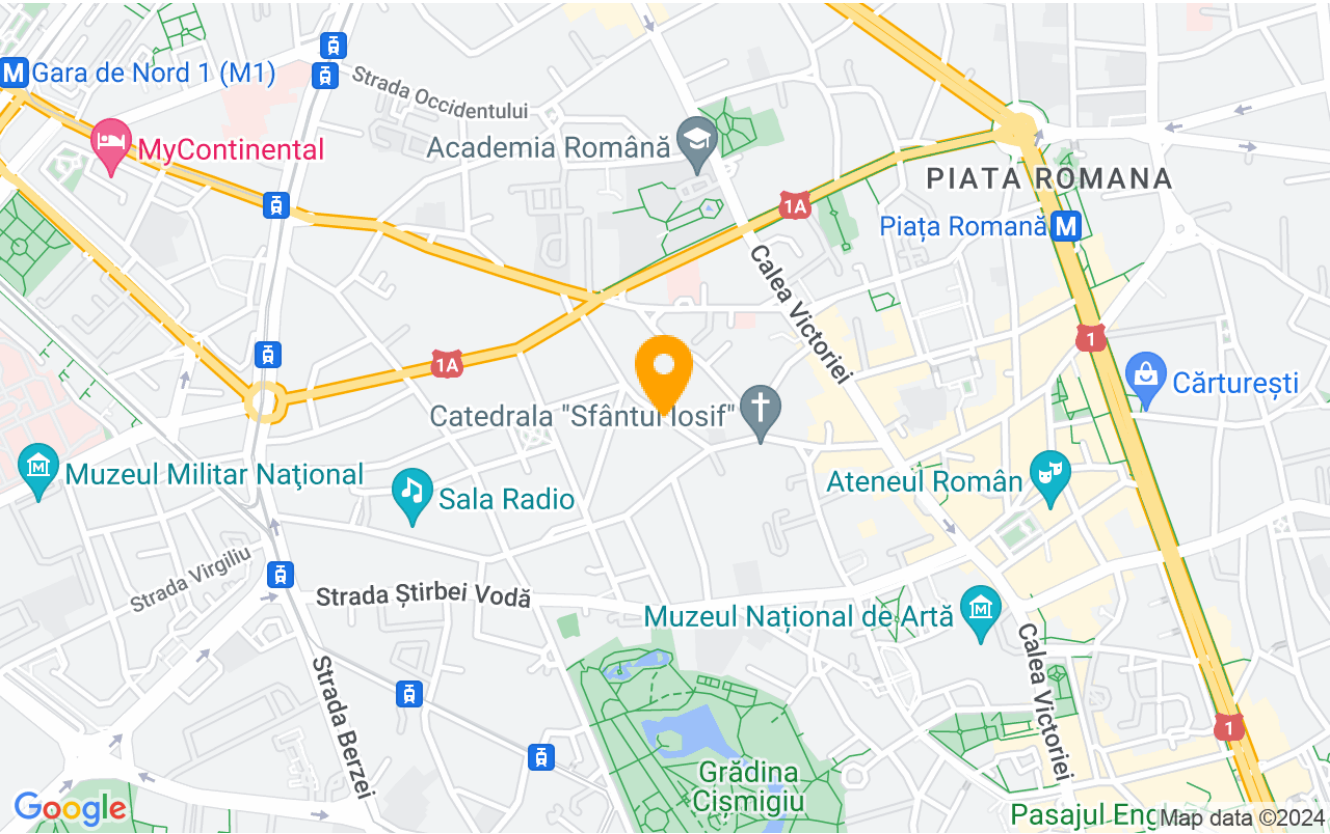 M Gara de Nord 1 (M1)
Strada Occidentului
MyContinental
Academia Română
1A
PIATA ROMANA
Piața Romană M
Calea Victoriei
1
1A
Cărturești
Catedrala "Sfântul Iosif"
Muzeul Militar Naţional
Sala Radio
Ateneul Român
Strada Virgiliu
Strada Știrbei Vodă
Muzeul Național de Artă
Calea Victoriei
Strada Berzei
1
Grădina
Cișmigiu
Google
Pasajul Eng
Map data ©2024